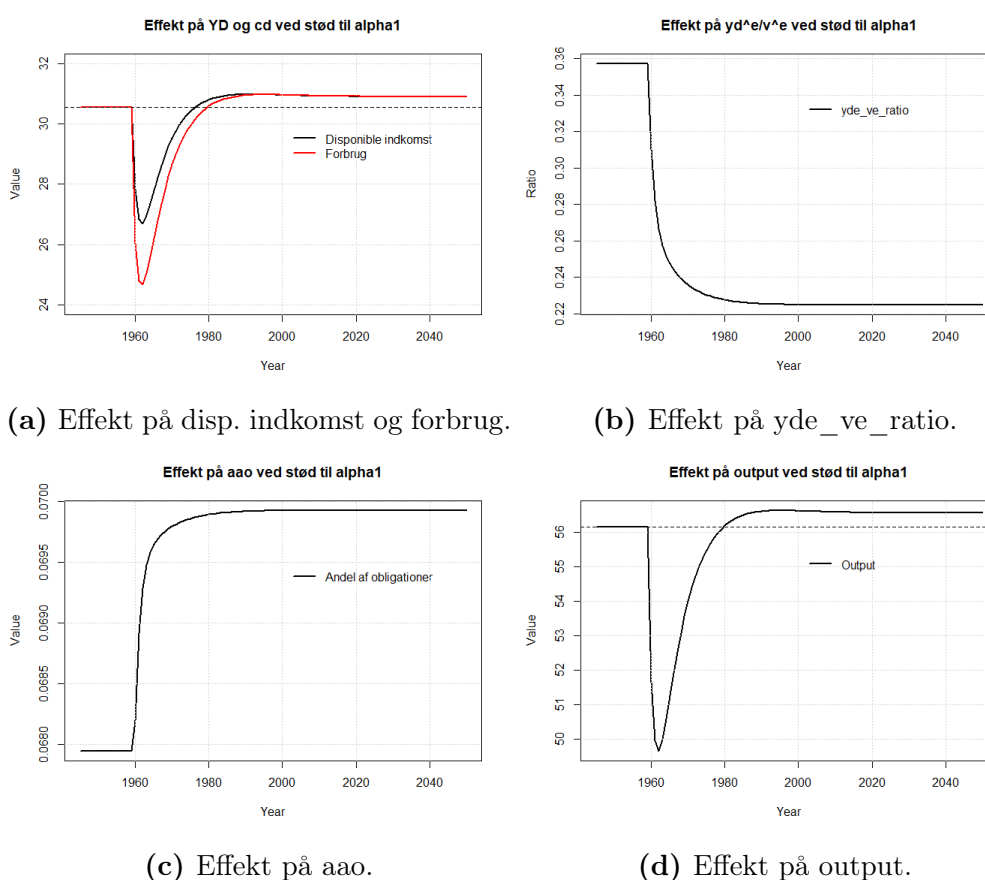 Effekt på YD og cd ved stød til alpha1
32
30
28
26
24
Value
Disponible indkomst
Forbrug
1960
1980
2000
2020
2040
Year
(a) Effekt på disp. indkomst og forbrug.
Effekt på yd^e/v^e ved stød til alpha1
0.36
0.34
0.32
0.30
0.28
0.26
0.24
0.22
Ratio
yde_ve_ratio
1960
1980
2000
2020
2040
Year
(b) Effekt på yde_ve_ratio.
Effekt på aao ved stød til alpha1
0.0700
0.0695
0.0690
0.0685
0.0680
Value
Andel af obligationer
1960
1980
2000
2020
2040
Year
(c) Effekt på aao.
Effekt på output ved stød til alpha1
56
55
54
53
52
51
50
Value
Output
1960
1980
2000
2020
2040
Year
(d) Effekt på output.